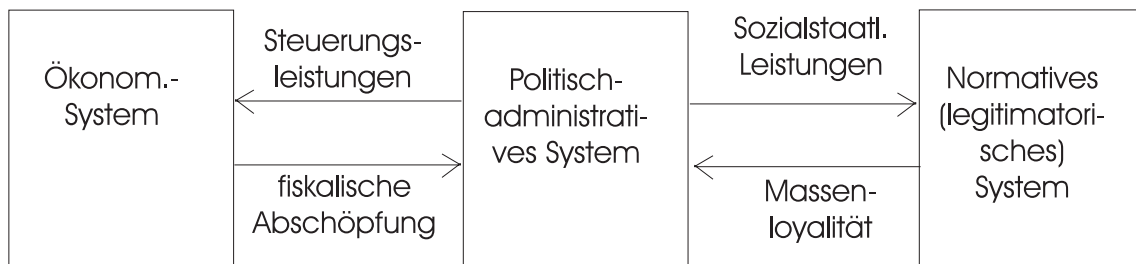 Ökonom.-
System
Steuerungs-
leistungen
fiskalische
Abschöpfung
Politisch-
administrati-
ves System
Sozialstaatl.
Leistungen
Massen-
loyalität
Normatives
(legitimatori-
sches)
System